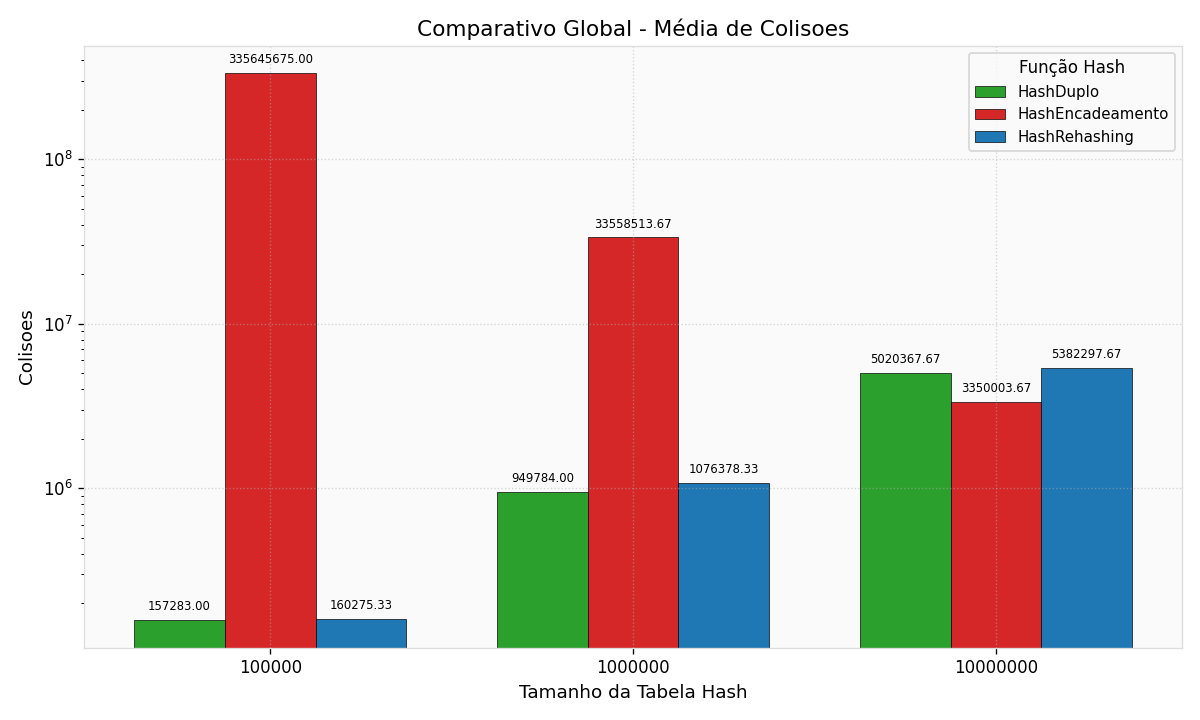 Comparativo Global - Média de Colisoes
Colisoes
10^8
10^7
10^6
335645675.00
157283.00
160275.33
33558513.67
949784.00
1076378.33
5020367.67
3350003.67
5382297.67
Função Hash
HashDuplo
HashEncadeamento
HashRehashing
100000
1000000
10000000
Tamanho da Tabela Hash